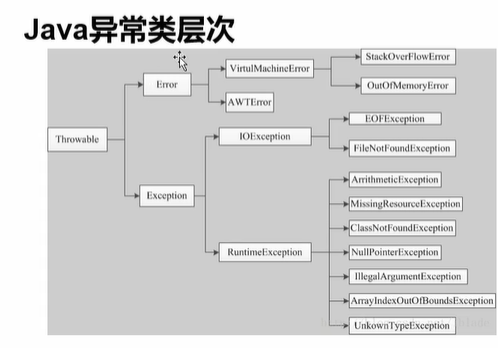 Java异常类层次
StackOverFlowError
VirtulMachineError
Error
OutOfMemoryError
AWTError
EOFException
IOException
Throwable
FileNotFoundException
ArrithmeticException
Exception
MissingResourceException
ClassNotFoundException
RuntimeException
NullPointerException
IllegalArgumentException
ArrayIndexOutOfBoundsException
UnkownTypeException